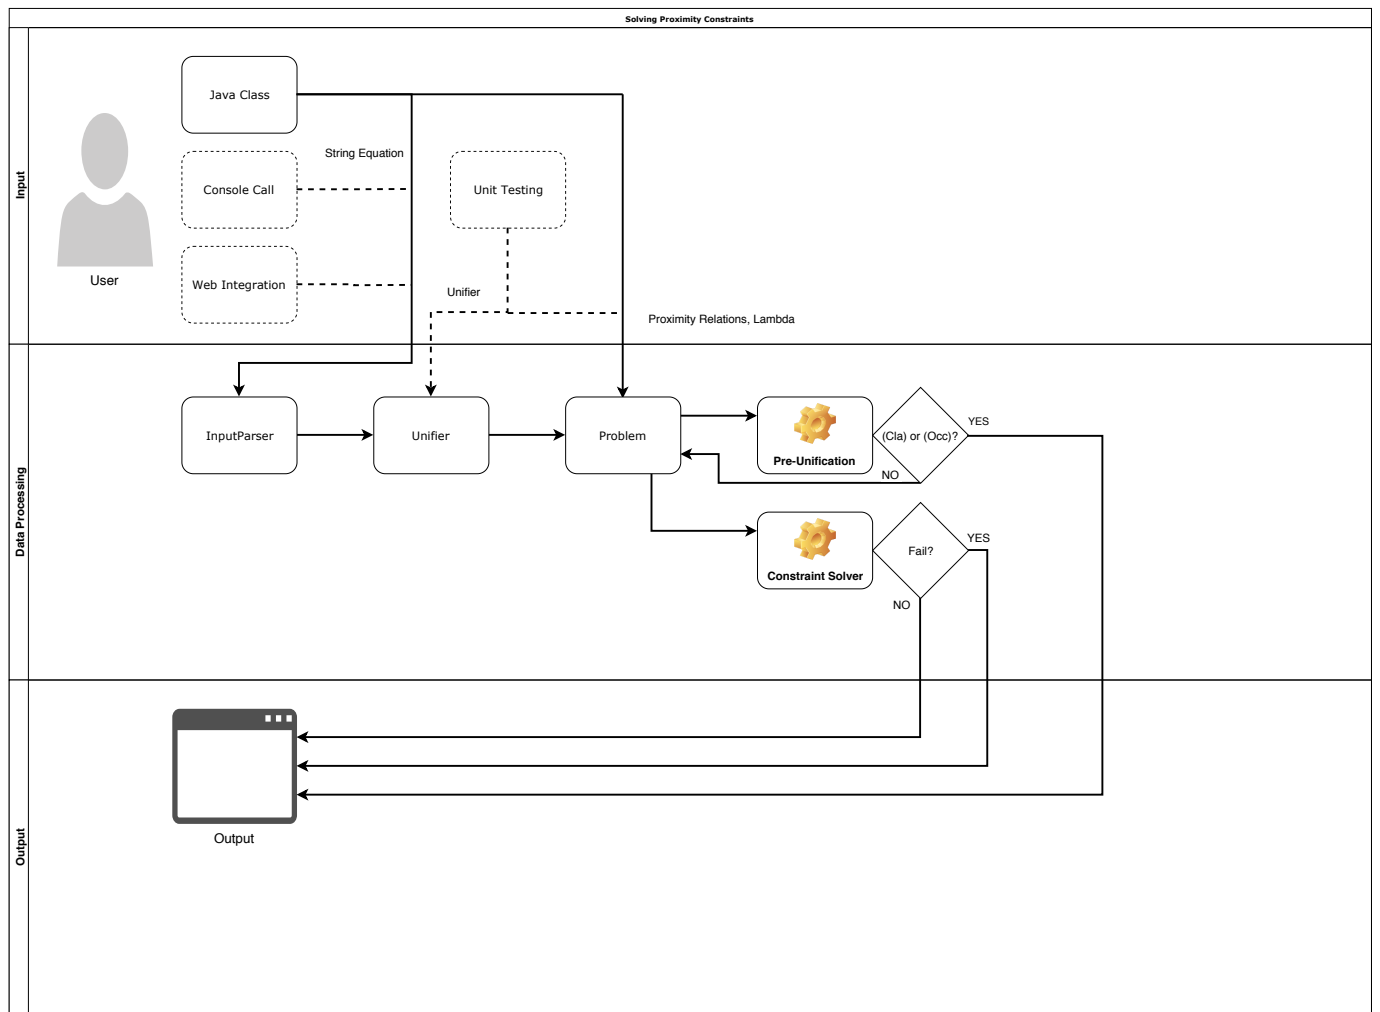 Solving Proximity Constraints
Input
Java Class
String Equation
Console Call
Unit Testing
Web Integration
User
Unifier
Proximity Relations, Lambda
Data Processing
InputParser
Unifier
Problem
Pre-Unification
(Cla) or (Occ)?
YES
NO
Constraint Solver
Fail?
YES
NO
Output
Output